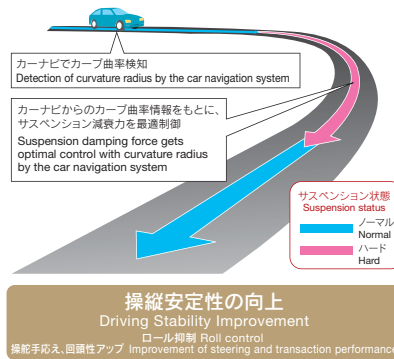 カーナビでカーブ曲率検知
Detection of curvature radius by the car navigation system
カーナビからのカーブ曲率情報をもとに、
サスペンション減衰力を最適制御
Suspension damping force gets
optimal control with curvature radius
by the car navigation system
サスペンション状態
Suspension status
ノーマル
Normal
ハード
Hard
操縦安定性の向上
Driving Stability Improvement
ロール抑制 Roll control
操舵手応え、回頭性アップ Improvement of steering and transaction performance